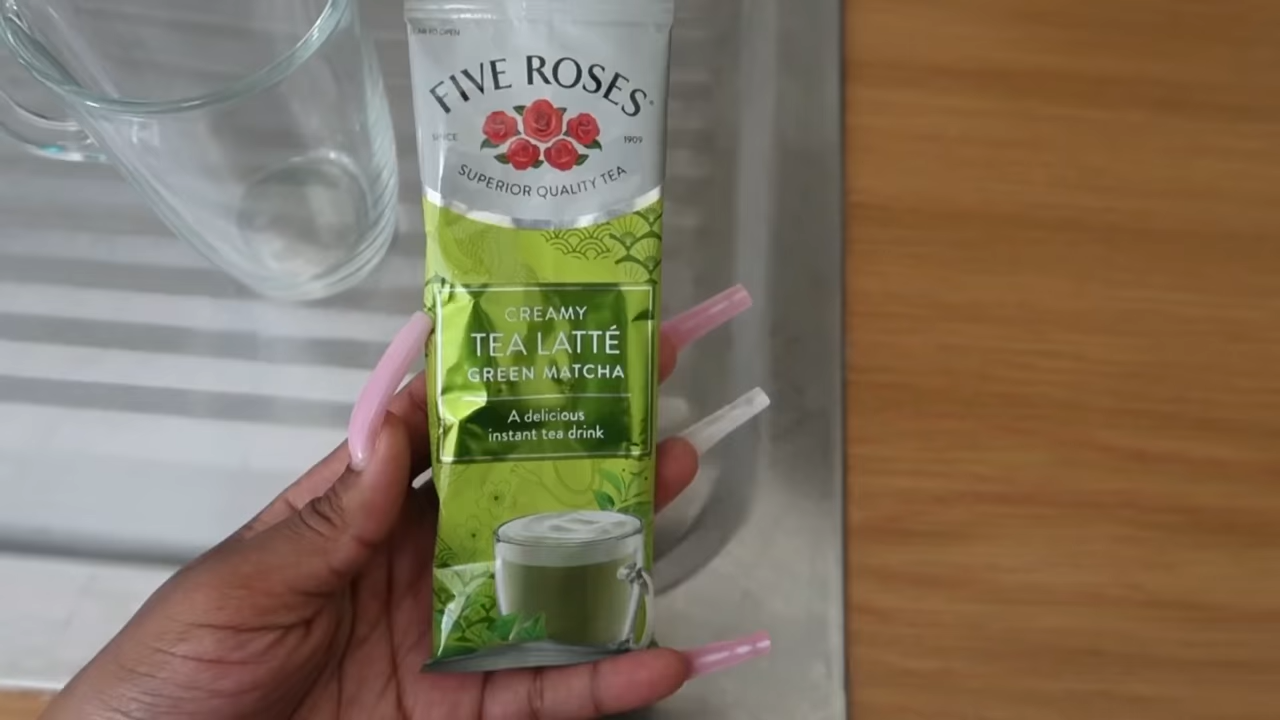 FIVE ROSES
SINCE 1909
SUPERIOR QUALITY TEA
CREAMY
TEA LATTÉ
GREEN MATCHA
A delicious
instant tea drink